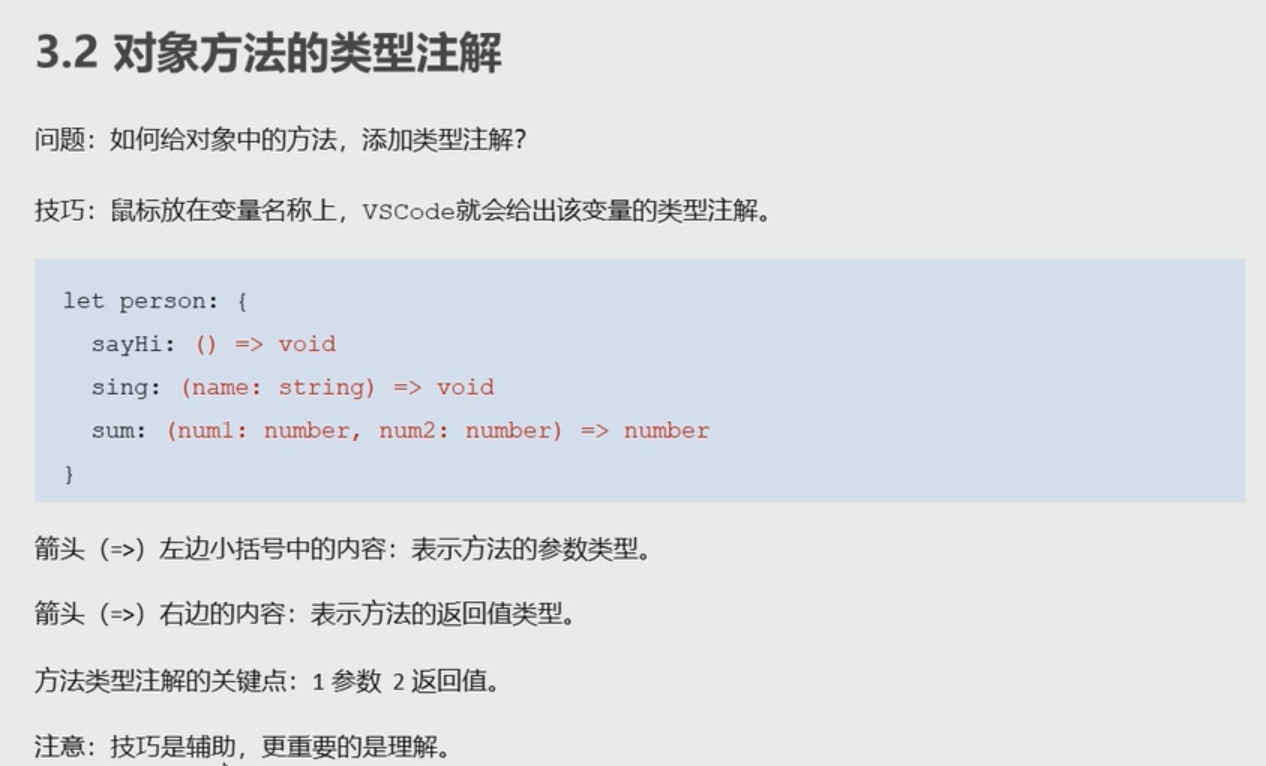 3.2 对象方法的类型注解
问题：如何给对象中的方法，添加类型注解？
技巧：鼠标放在变量名称上，VSCode就会给出该变量的类型注解。
let person: {
  sayHi: () => void
  sing: (name: string) => void
  sum: (num1: number, num2: number) => number
}
箭头（=>）左边小括号中的内容：表示方法的参数类型。
箭头（=>）右边的内容：表示方法的返回值类型。
方法类型注解的关键点：1 参数 2 返回值。
注意：技巧是辅助，更重要的是理解。